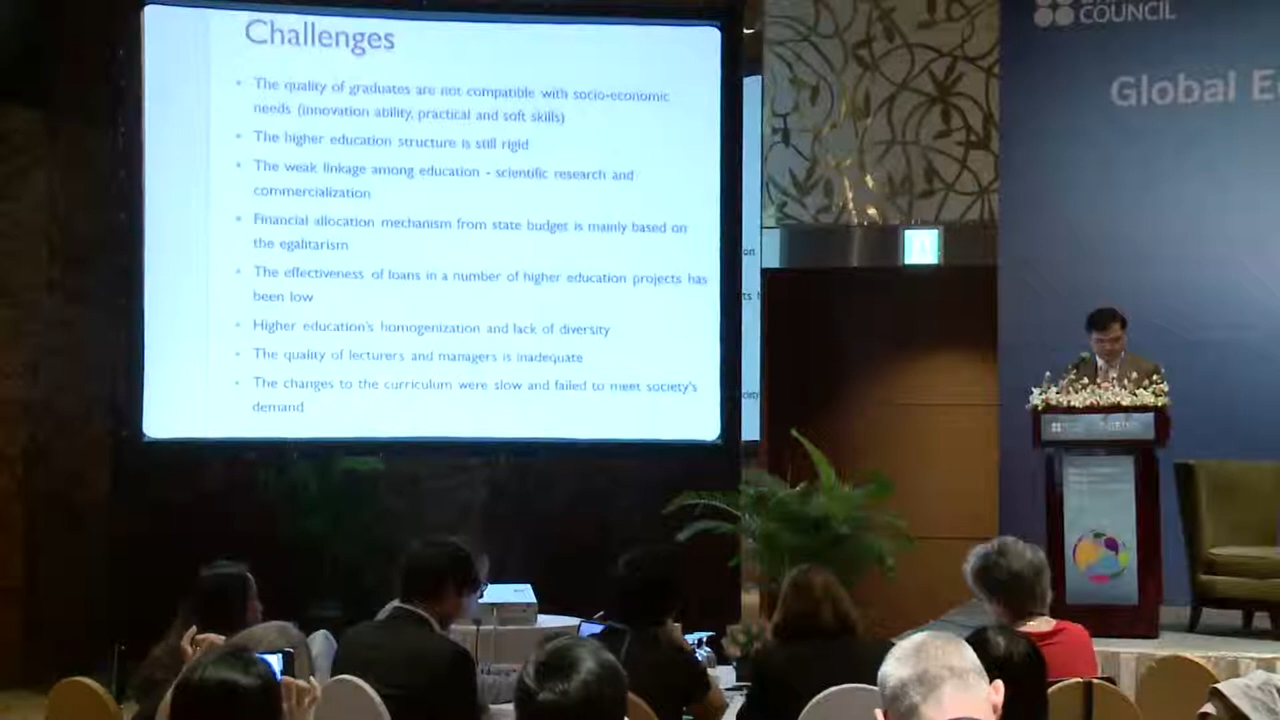 Challenges
• The quality of graduates are not compatible with socio-economic
needs (innovation ability, practical and soft skills)
• The higher education structure is still rigid
• The weak linkage among education - scientific research and
commercialization
• Financial allocation mechanism from state budget is mainly based on
the egalitarism
• The effectiveness of loans in a number of higher education projects has
been low
• Higher education's homogenization and lack of diversity
• The quality of lecturers and managers is inadequate
• The changes to the curriculum were slow and failed to meet society's
demand
COUNCIL
Global E